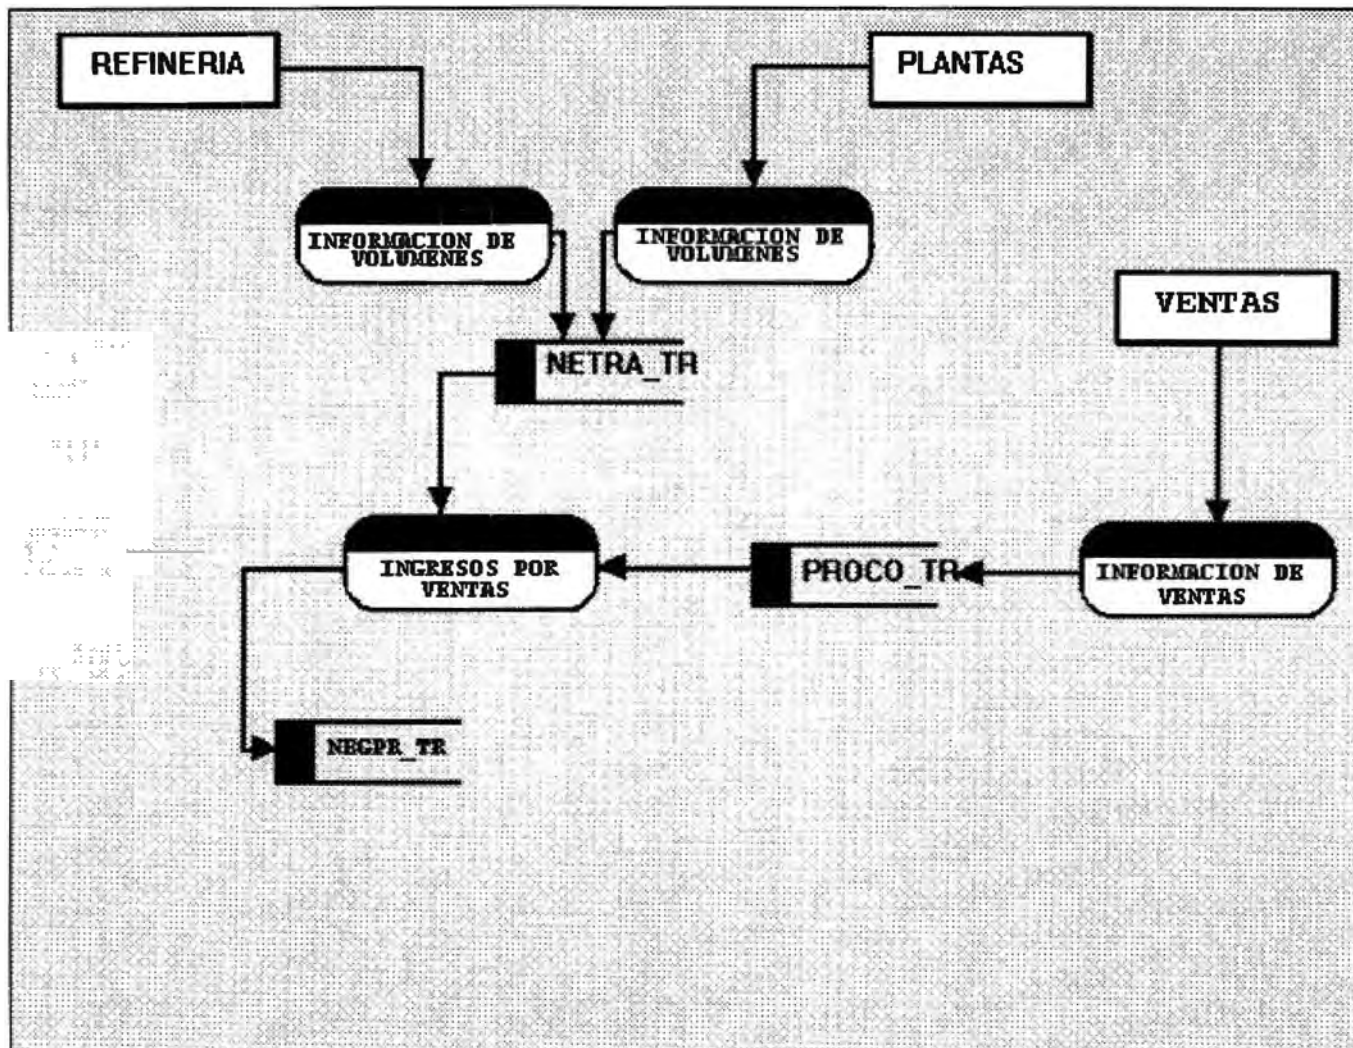 REFINERIA
PLANTAS
INFORMACION DE
VOLUMENES
INFORMACION DE
VOLUMENES
VENTAS
NETRA_TR
INGRESOS POR
VENTAS
PROCO_TR
INFORMACION DE
VENTAS
NEGPR_TR